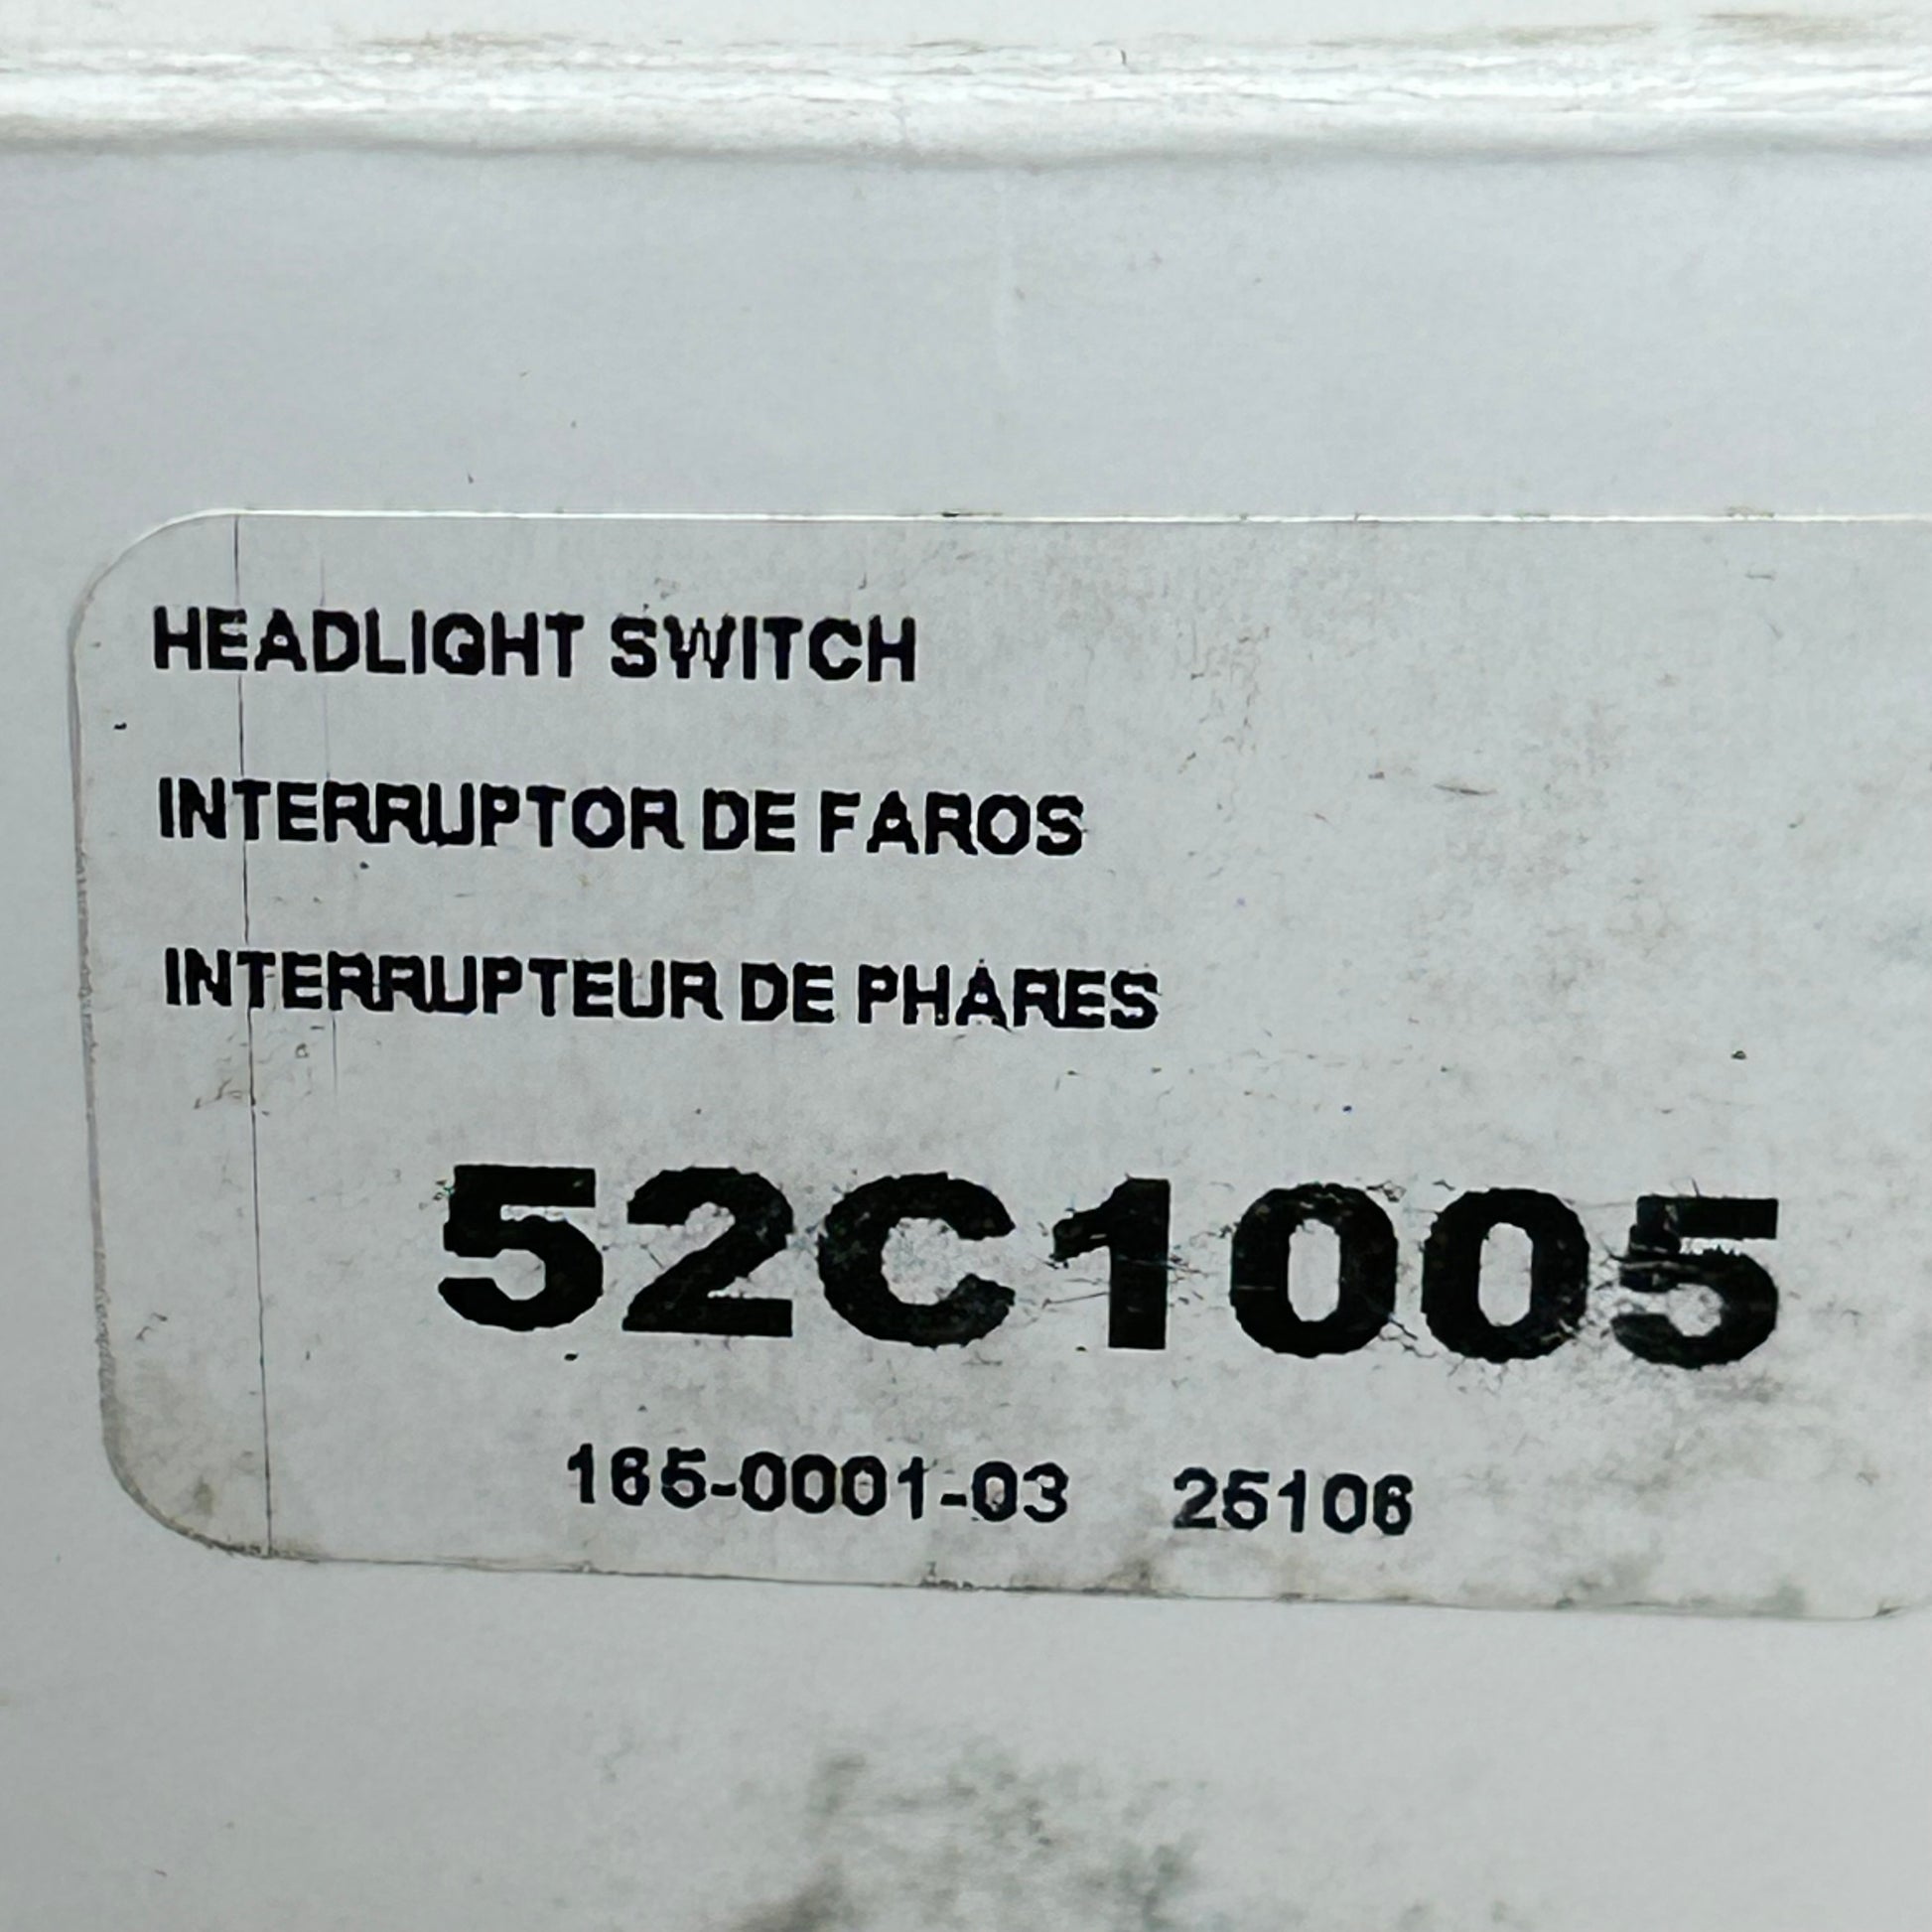 HEADLIGHT SWITCH
INTERRUPTOR DE FAROS
INTERRUPTEUR DE PHARES
52C1005
165-0001-03 25106